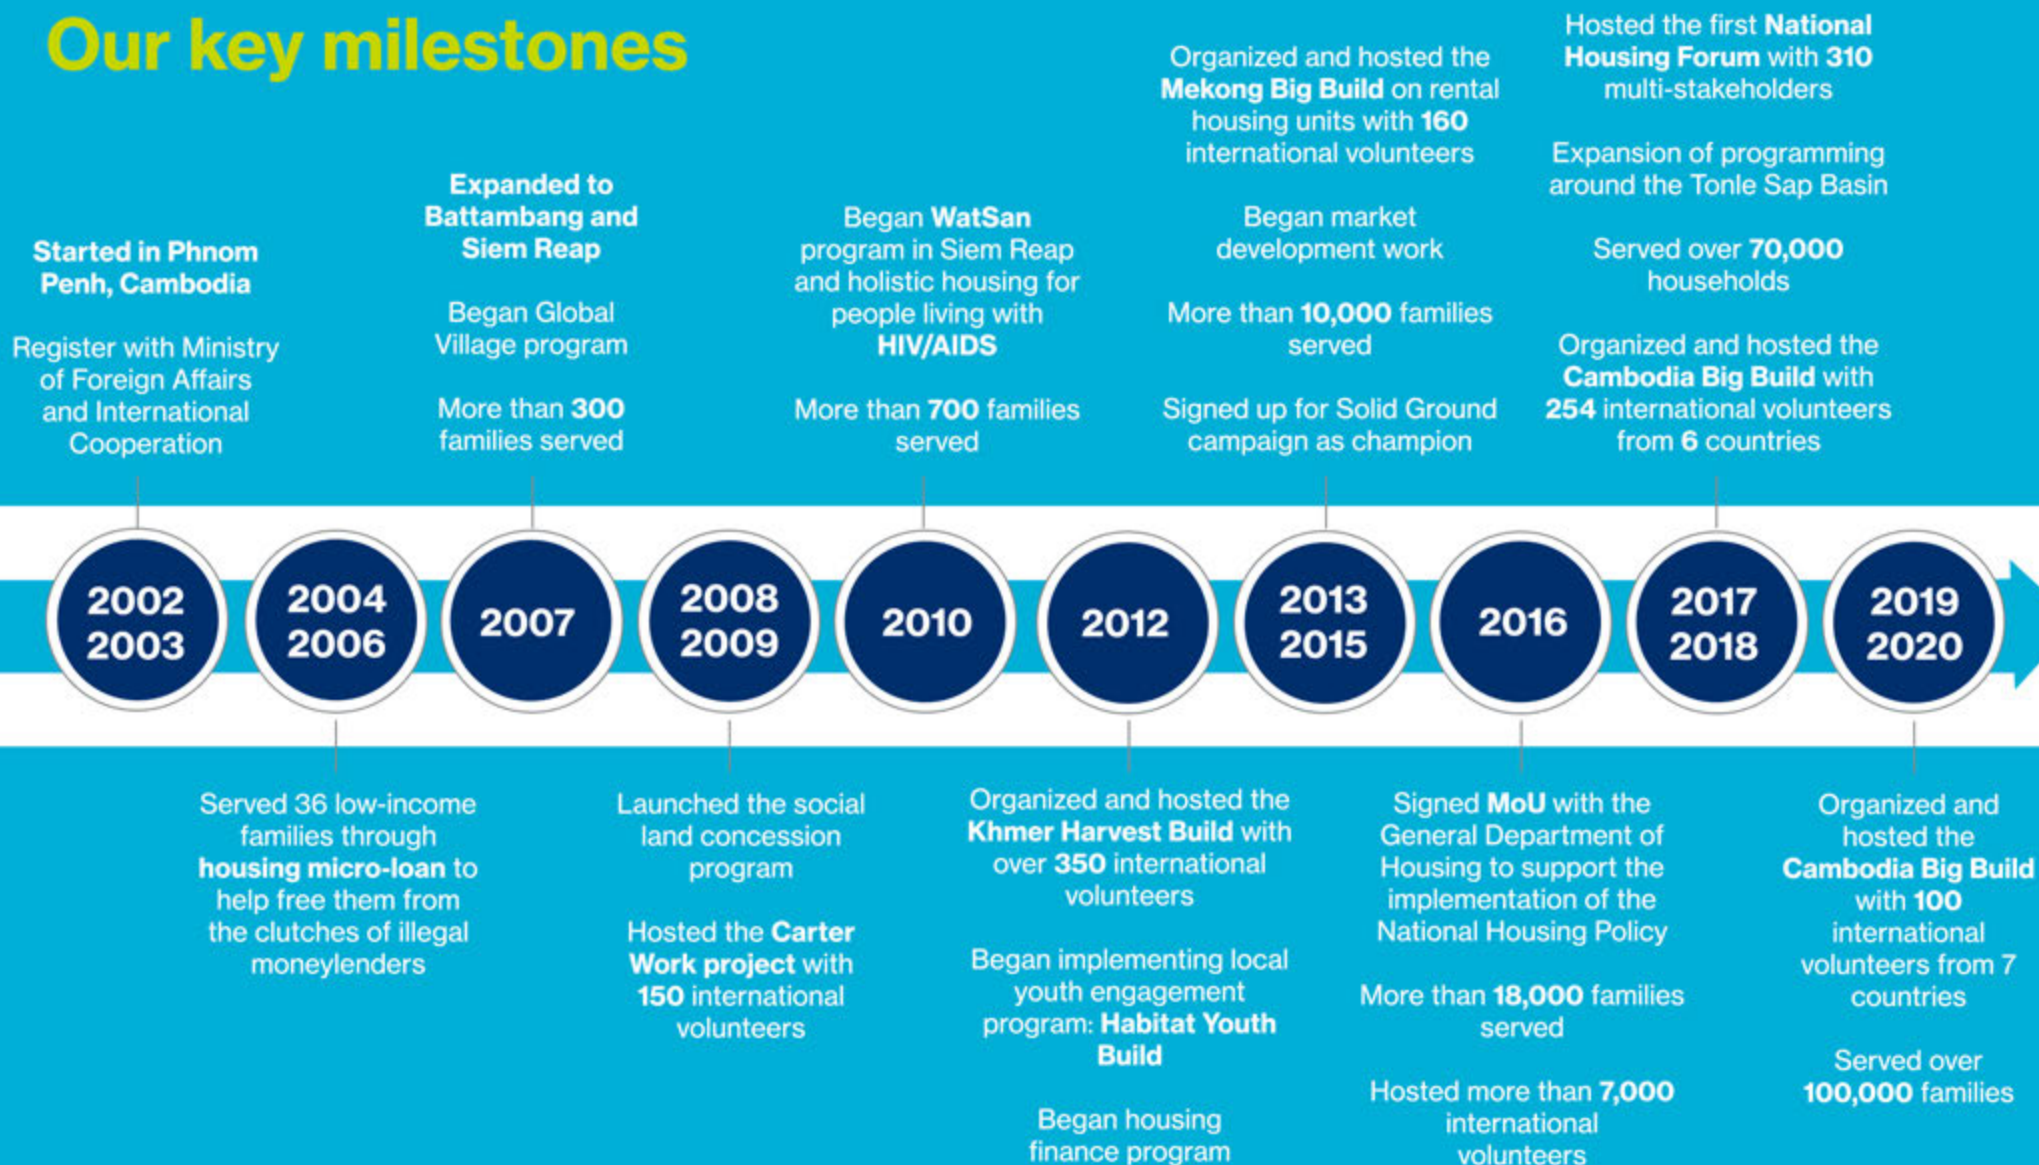 Our key milestones
Started in Phnom
Penh, Cambodia
Register with Ministry
of Foreign Affairs
and International
Cooperation
Expanded to
Battambang and
Siem Reap
Began Global
Village program
More than 300
families served
Began WatSan
program in Siem Reap
and holistic housing for
people living with
HIV/AIDS
More than 700 families
served
Organized and hosted the
Mekong Big Build on rental
housing units with 160
international volunteers
Began market
development work
More than 10,000 families
served
Signed up for Solid Ground
campaign as champion
Hosted the first National
Housing Forum with 310
multi-stakeholders
Expansion of programming
around the Tonle Sap Basin
Served over 70,000
households
Organized and hosted the
Cambodia Big Build with
254 international volunteers
from 6 countries
2002
2003
2004
2006
2007
2008
2009
2010
2012
2013
2015
2016
2017
2018
2019
2020
Served 36 low-income
families through
housing micro-loan to
help free them from
the clutches of illegal
moneylenders
Launched the social
land concession
program
Hosted the Carter
Work project with
150 international
volunteers
Organized and hosted the
Khmer Harvest Build with
over 350 international
volunteers
Began implementing local
youth engagement
program: Habitat Youth
Build
Began housing
finance program
Signed MoU with the
General Department of
Housing to support the
implementation of the
National Housing Policy
More than 18,000 families
served
Hosted more than 7,000
international
volunteers
Organized and
hosted the
Cambodia Big Build
with 100
international
volunteers from 7
countries
Served over
100,000 families